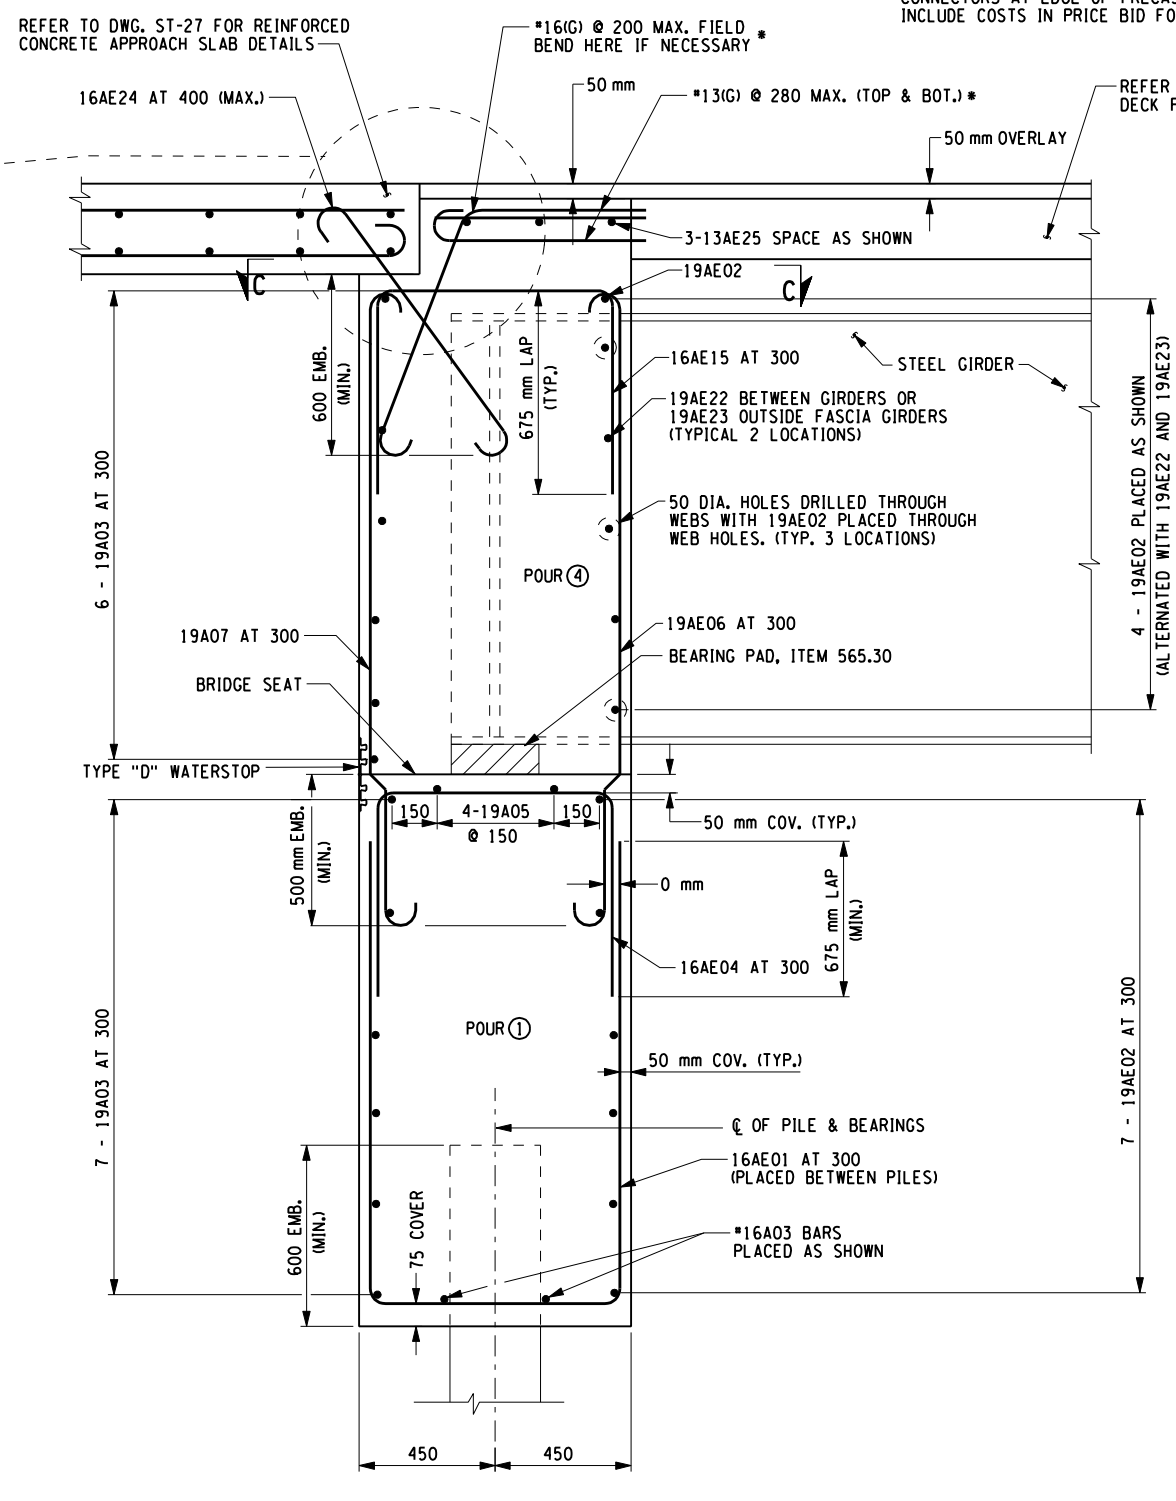 CONNECTORS AT EDGE OF
INCLUDE COSTS IN PRICE BID
REFER TO DWG. ST-27 FOR REINFORCED
CONCRETE APPROACH SLAB DETAILS
*16(G) @ 200 MAX. FIELD
BEND HERE IF NECESSARY *
16AE24 AT 400 (MAX.)
50 mm
*13(G) @ 280 MAX. (TOP & BOT.) *
REFER
DECK
50 mm OVERLAY
3-13AE25 SPACE AS SHOWN
C
19AE02
C
600 EMB.
(MIN.)
675 mm LAP
(TYP.)
16AE15 AT 300
STEEL GIRDER
19AE22 BETWEEN GIRDERS OR
19AE23 OUTSIDE FASCIA GIRDERS
(TYPICAL 2 LOCATIONS)
6 - 19A03 AT 300
4 - 19AE02 PLACED AS SHOWN
(ALTERNATED WITH 19AE22 AND 19AE23)
50 DIA. HOLES DRILLED THROUGH
WEBS WITH 19AE02 PLACED THROUGH
WEB HOLES. (TYP. 3 LOCATIONS)
POUR 4
19A07 AT 300
19AE06 AT 300
BEARING PAD, ITEM 565.30
BRIDGE SEAT
TYPE "D" WATERSTOP
150
4-19A05
@ 150
150
50 mm COV. (TYP.)
500 mm EMB.
(MIN.)
0 mm
675 mm LAP
(MIN.)
16AE04 AT 300
POUR 1
7 - 19A03 AT 300
7 - 19AE02 AT 300
50 mm COV. (TYP.)
℄ OF PILE & BEARINGS
16AE01 AT 300
(PLACED BETWEEN PILES)
600 EMB.
(MIN.)
75 COVER
*16A03 BARS
PLACED AS SHOWN
450
450